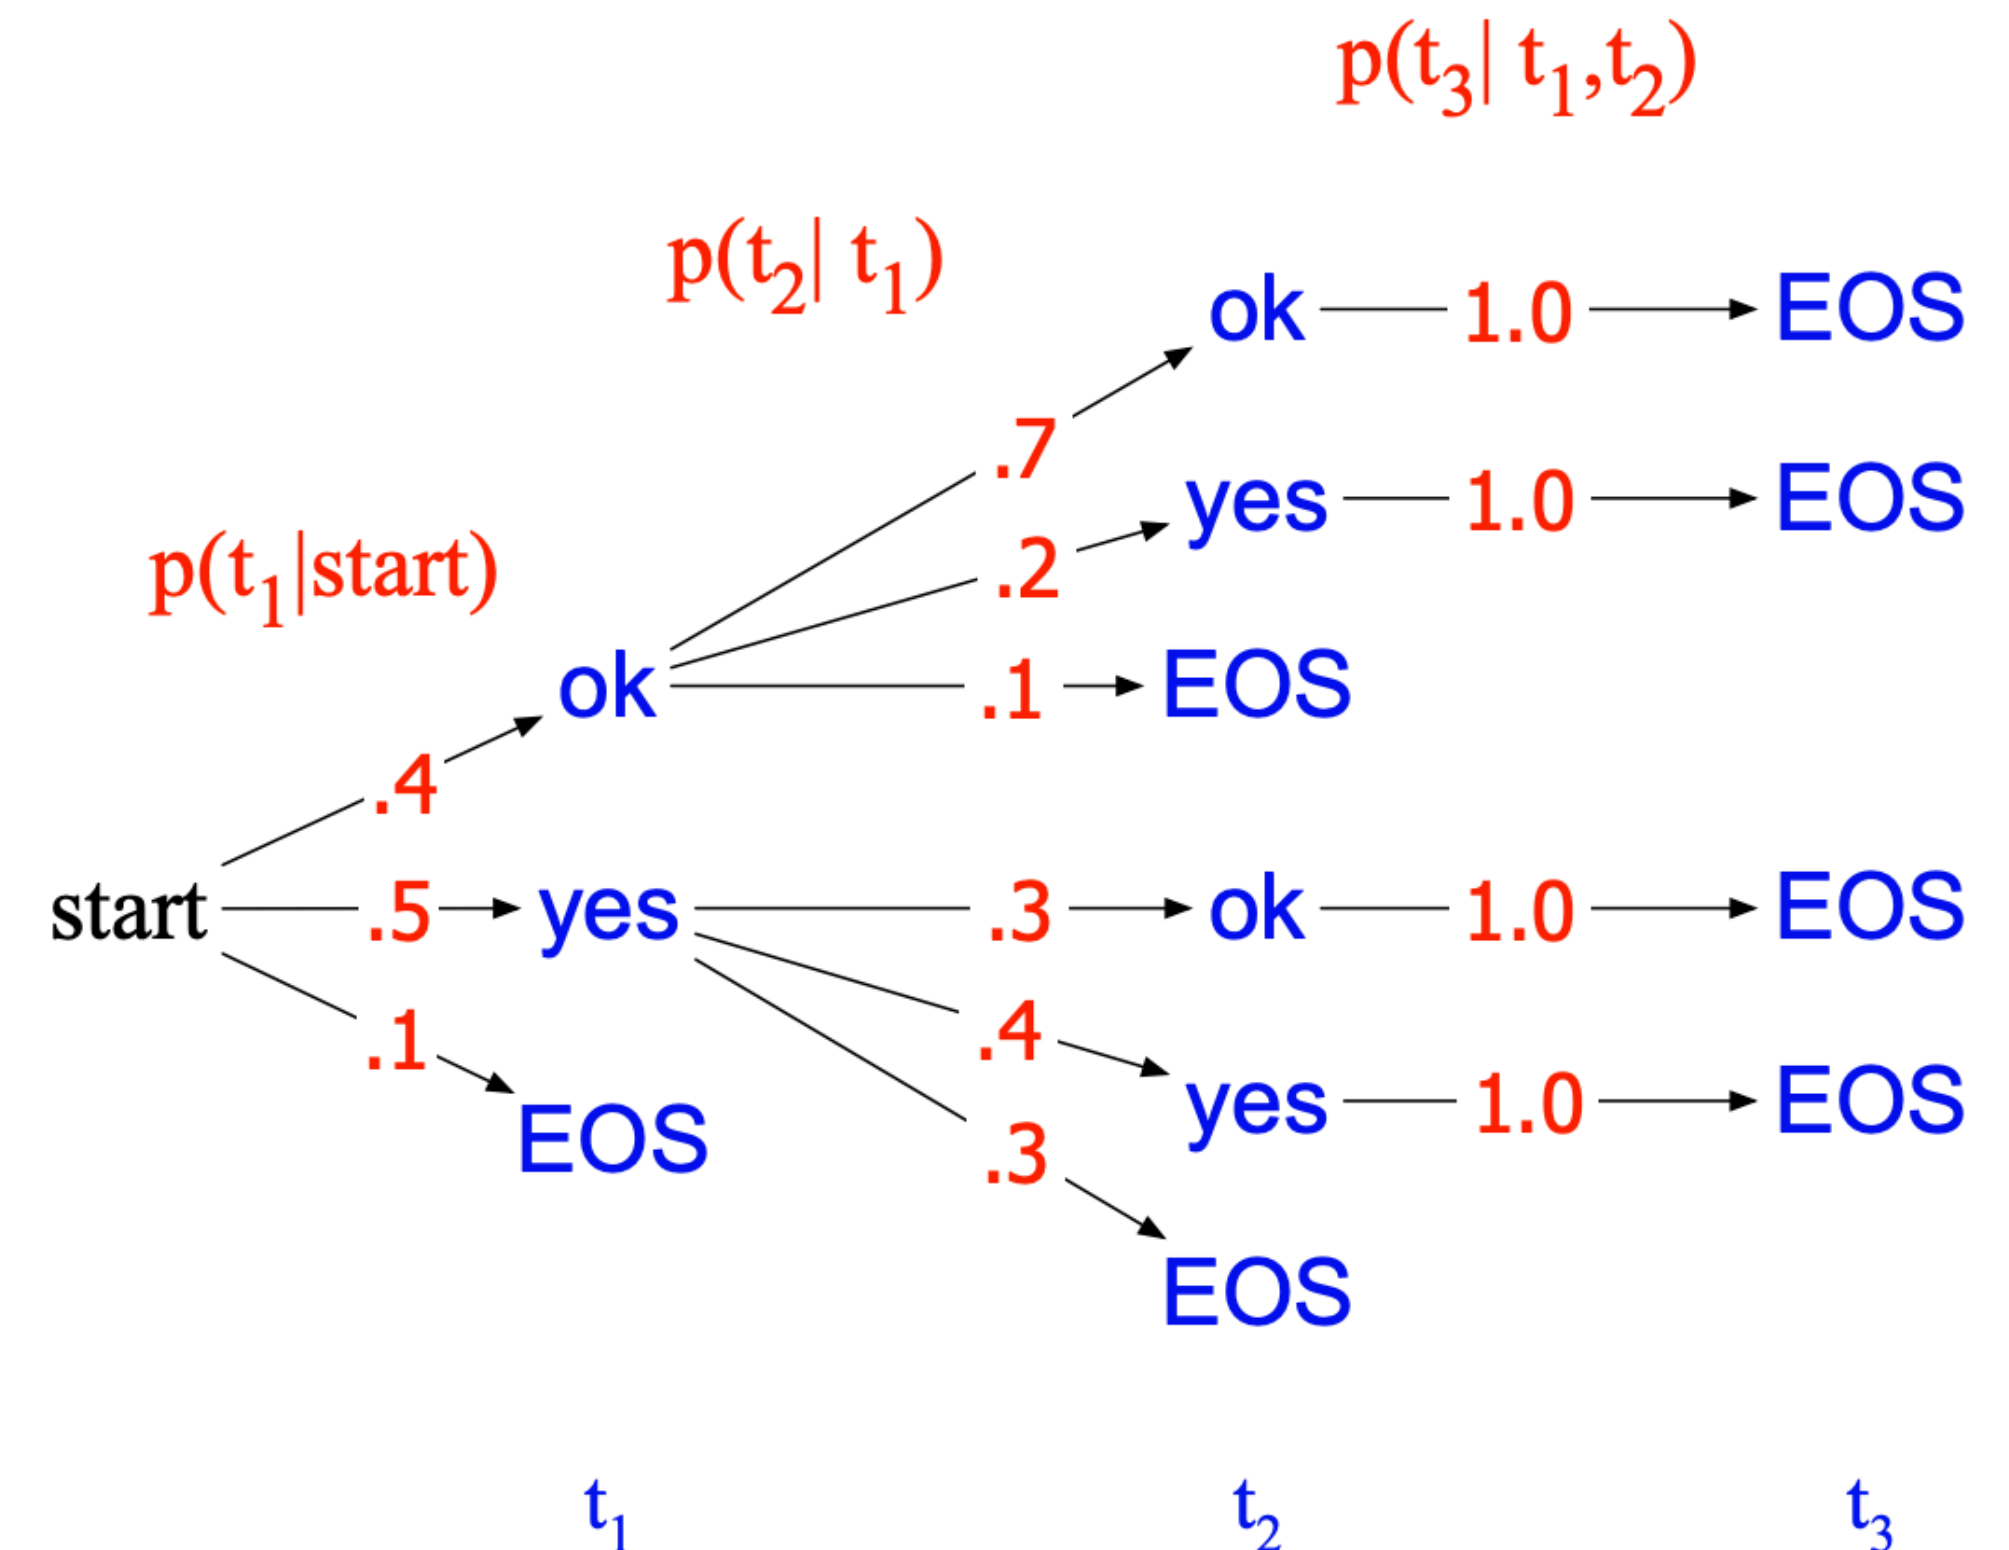 p(t₃| t₁,t₂)
p(t₂| t₁)
ok 1.0 EOS
.7
yes 1.0 EOS
.2
p(t₁|start)
ok .1 EOS
.4
start .5 yes .3 ok 1.0 EOS
.1
.4
yes 1.0 EOS
EOS
.3
EOS
t₁ t₂ t₃